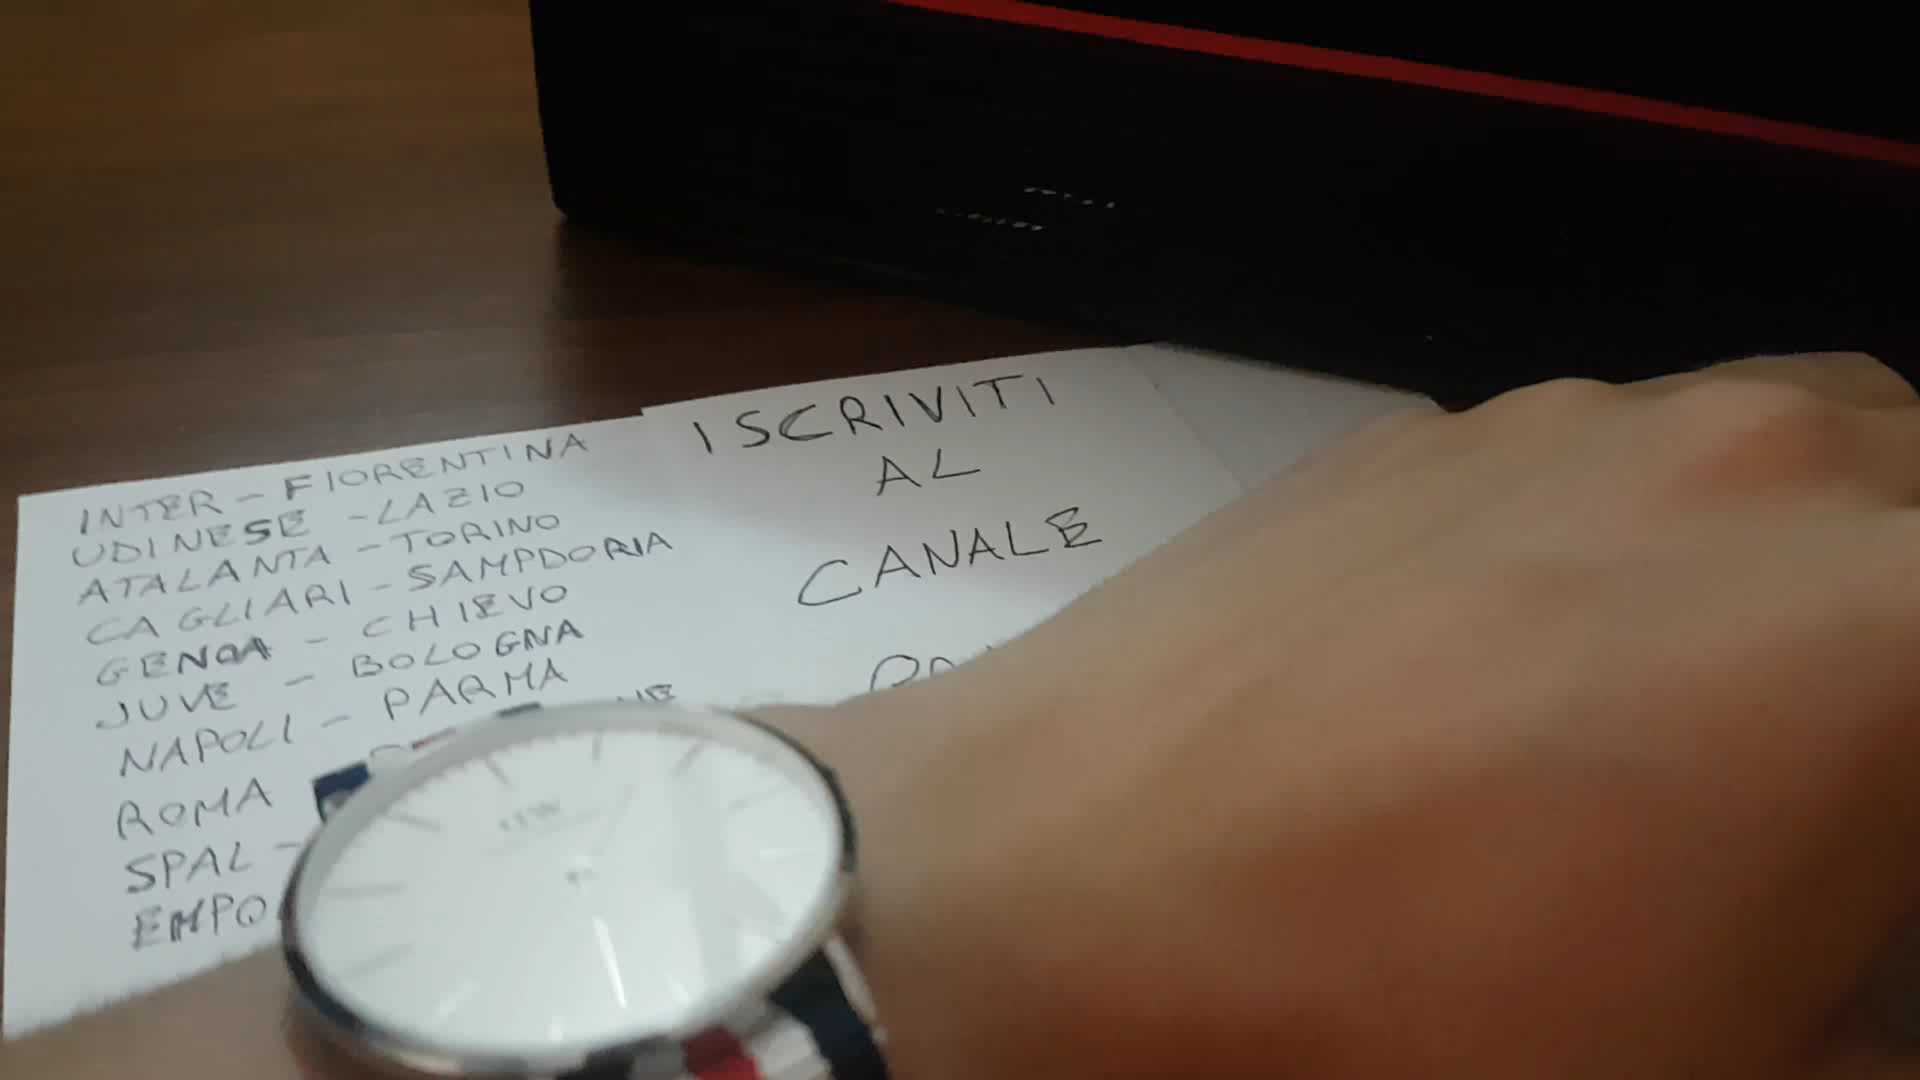 INTER - FIORENTINA
UDINESE - LAZIO
ATALANTA - TORINO
CAGLIARI - SAMPDORIA
GENOA - CHIEVO
JUVE - BOLOGNA
NAPOLI - PARMA
ROMA
SPAL -
EMPO
ISCRIVITI
AL
CANALE